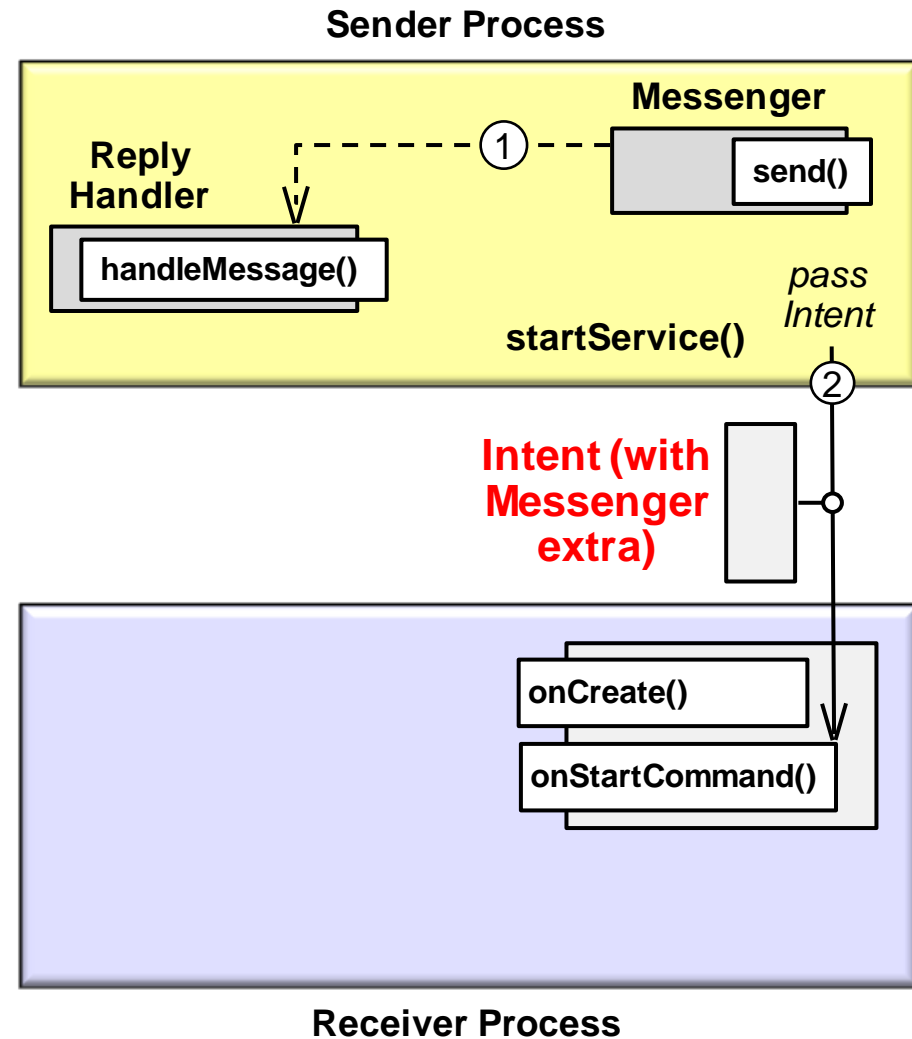 Sender Process
Messenger
send()
1
Reply
Handler
handleMessage()
pass
Intent
startService()
2
Intent (with
Messenger
extra)
onCreate()
onStartCommand()
Receiver Process